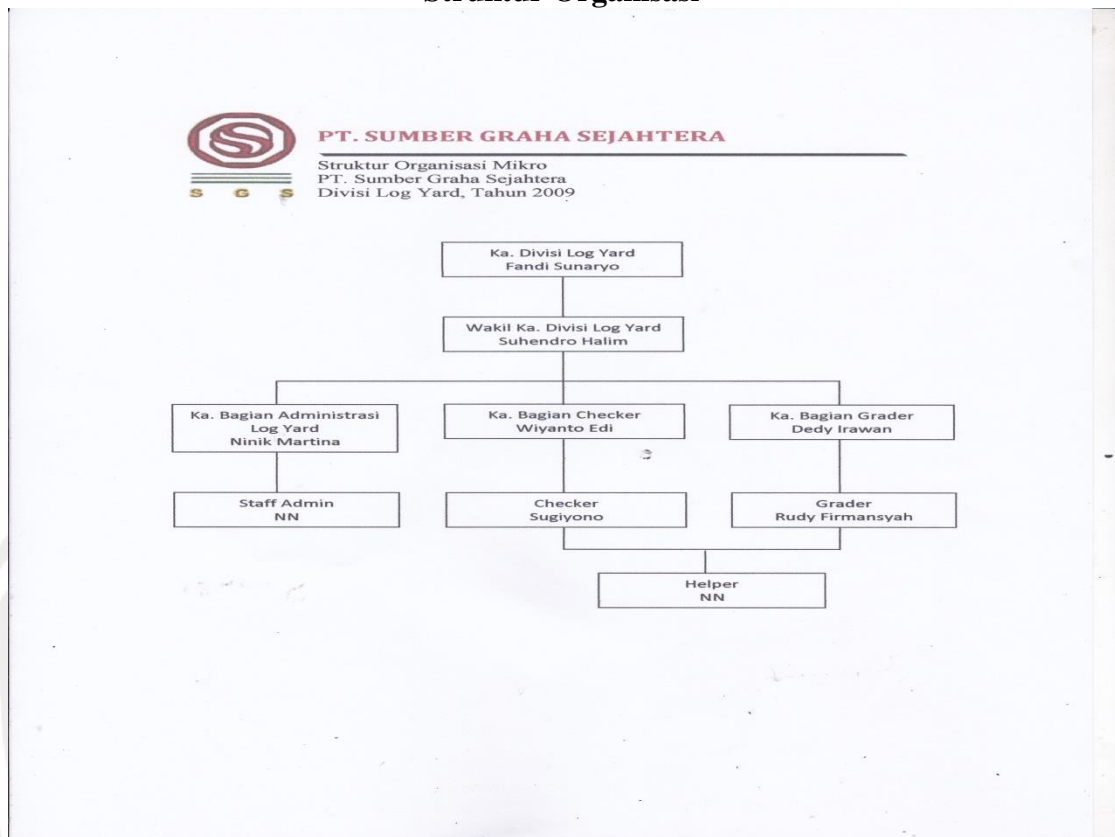 Struktur Organisasi
PT. SUMBER GRAHA SEJAHTERA
Struktur Organisasi Mikro
PT. Sumber Graha Sejahtera
Divisi Log Yard, Tahun 2009
S G S
Ka. Divisi Log Yard
Fandi Sunaryo
Wakil Ka. Divisi Log Yard
Suhendro Halim
Ka. Bagian Administrasi
Log Yard
Ninik Martina
Ka. Bagian Checker
Wiyanto Edi
Ka. Bagian Grader
Dedy Irawan
Staff Admin
NN
Checker
Sugiyono
Grader
Rudy Firmansyah
Helper
NN